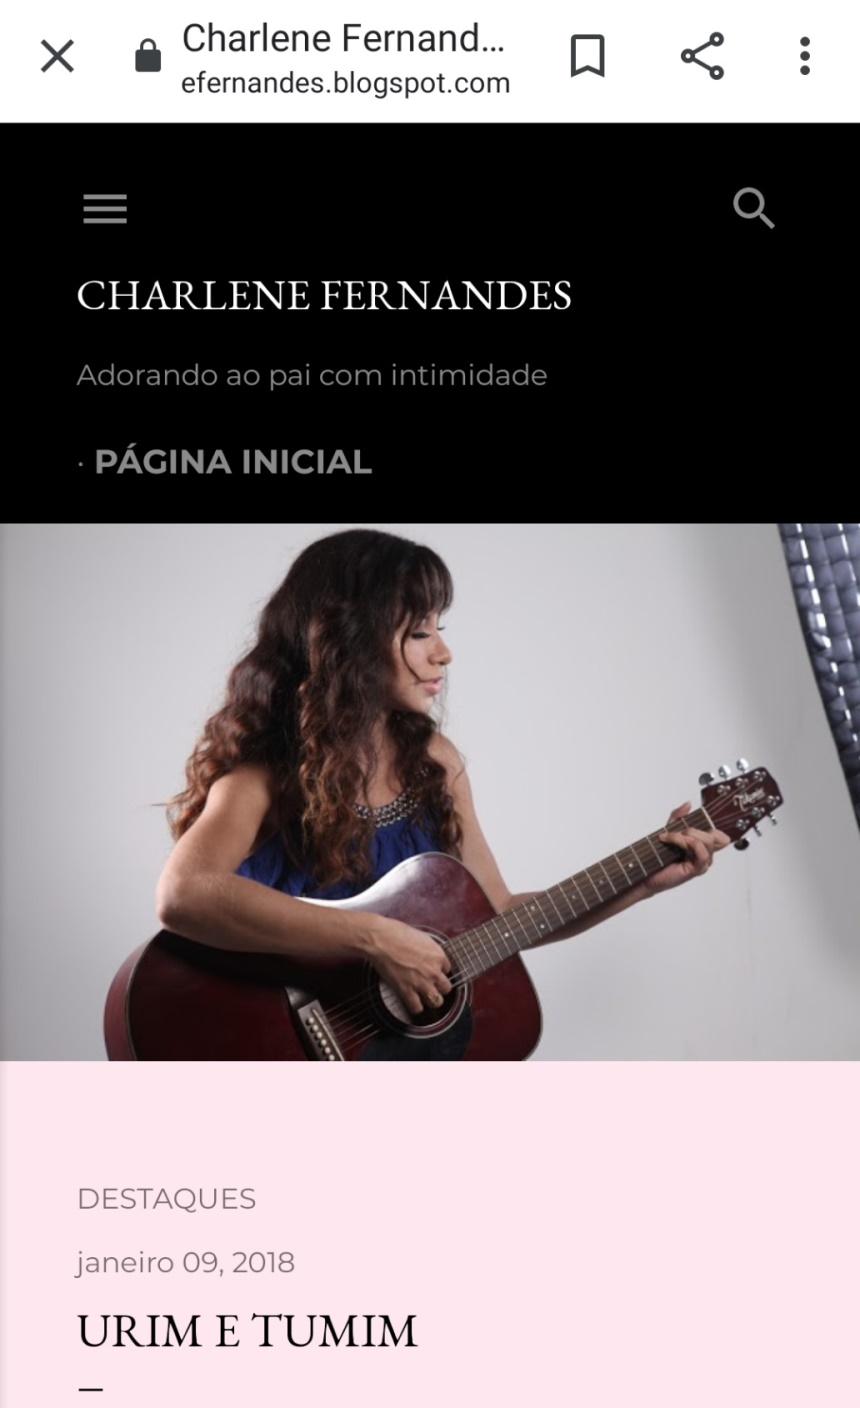 Charlene Fernand...
efernandes.blogspot.com
CHARLENE FERNANDES
Adorando ao pai com intimidade
· PÁGINA INICIAL
Takamine
DESTAQUES
janeiro 09, 2018
URIM E TUMIM